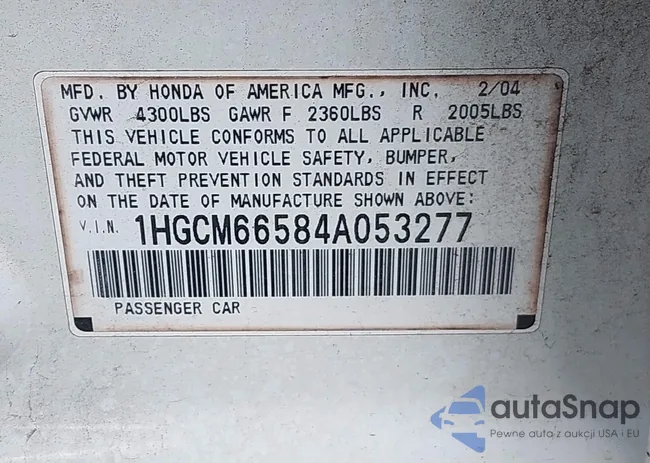 MFD. BY HONDA OF AMERICA MFG., INC. 2/04
GVWR 4300LBS GAWR F 2360LBS R 2005LBS
THIS VEHICLE CONFORMS TO ALL APPLICABLE
FEDERAL MOTOR VEHICLE SAFETY, BUMPER,
AND THEFT PREVENTION STANDARDS IN EFFECT
ON THE DATE OF MANUFACTURE SHOWN ABOVE:
V.I.N. 1HGCM66584A053277
PASSENGER CAR
autoSnap
Pewne auta z aukcji USA i EU